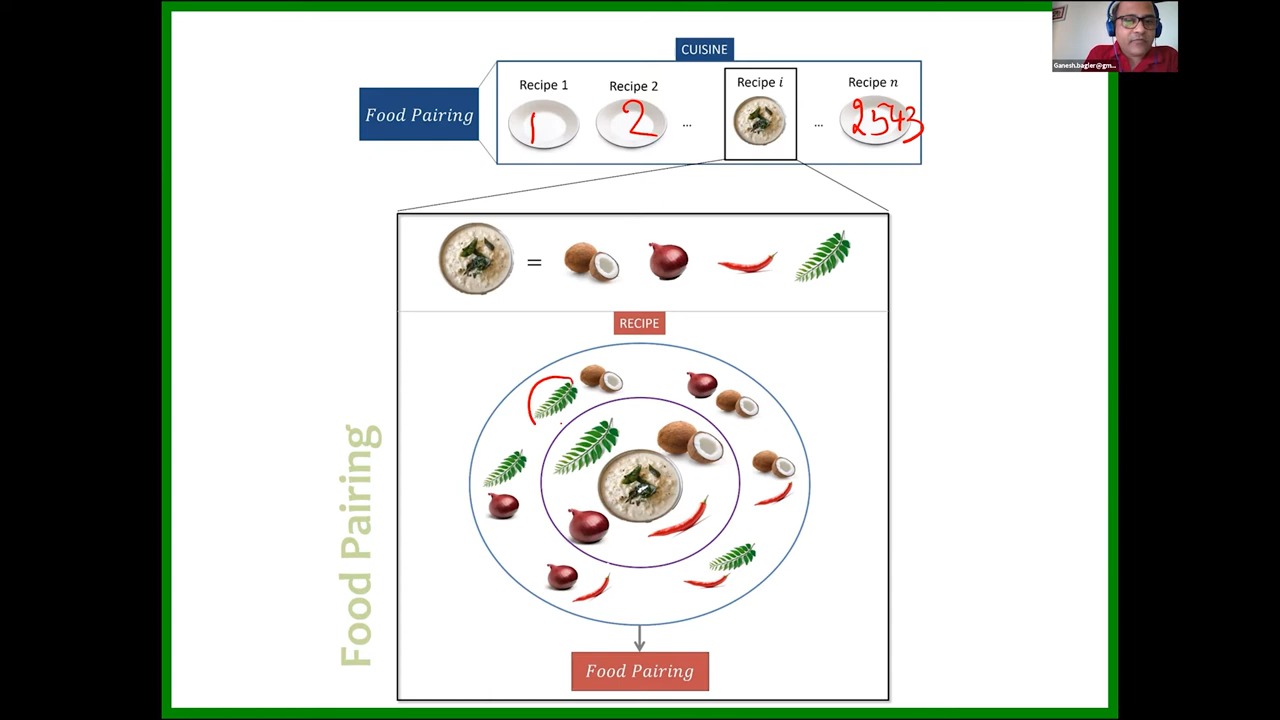 Ganesh.bagler@gm...
CUISINE
Food Pairing
Recipe 1
Recipe 2
Recipe i
Recipe n
1
2
...
...
2543
=
RECIPE
Food Pairing
Food Pairing